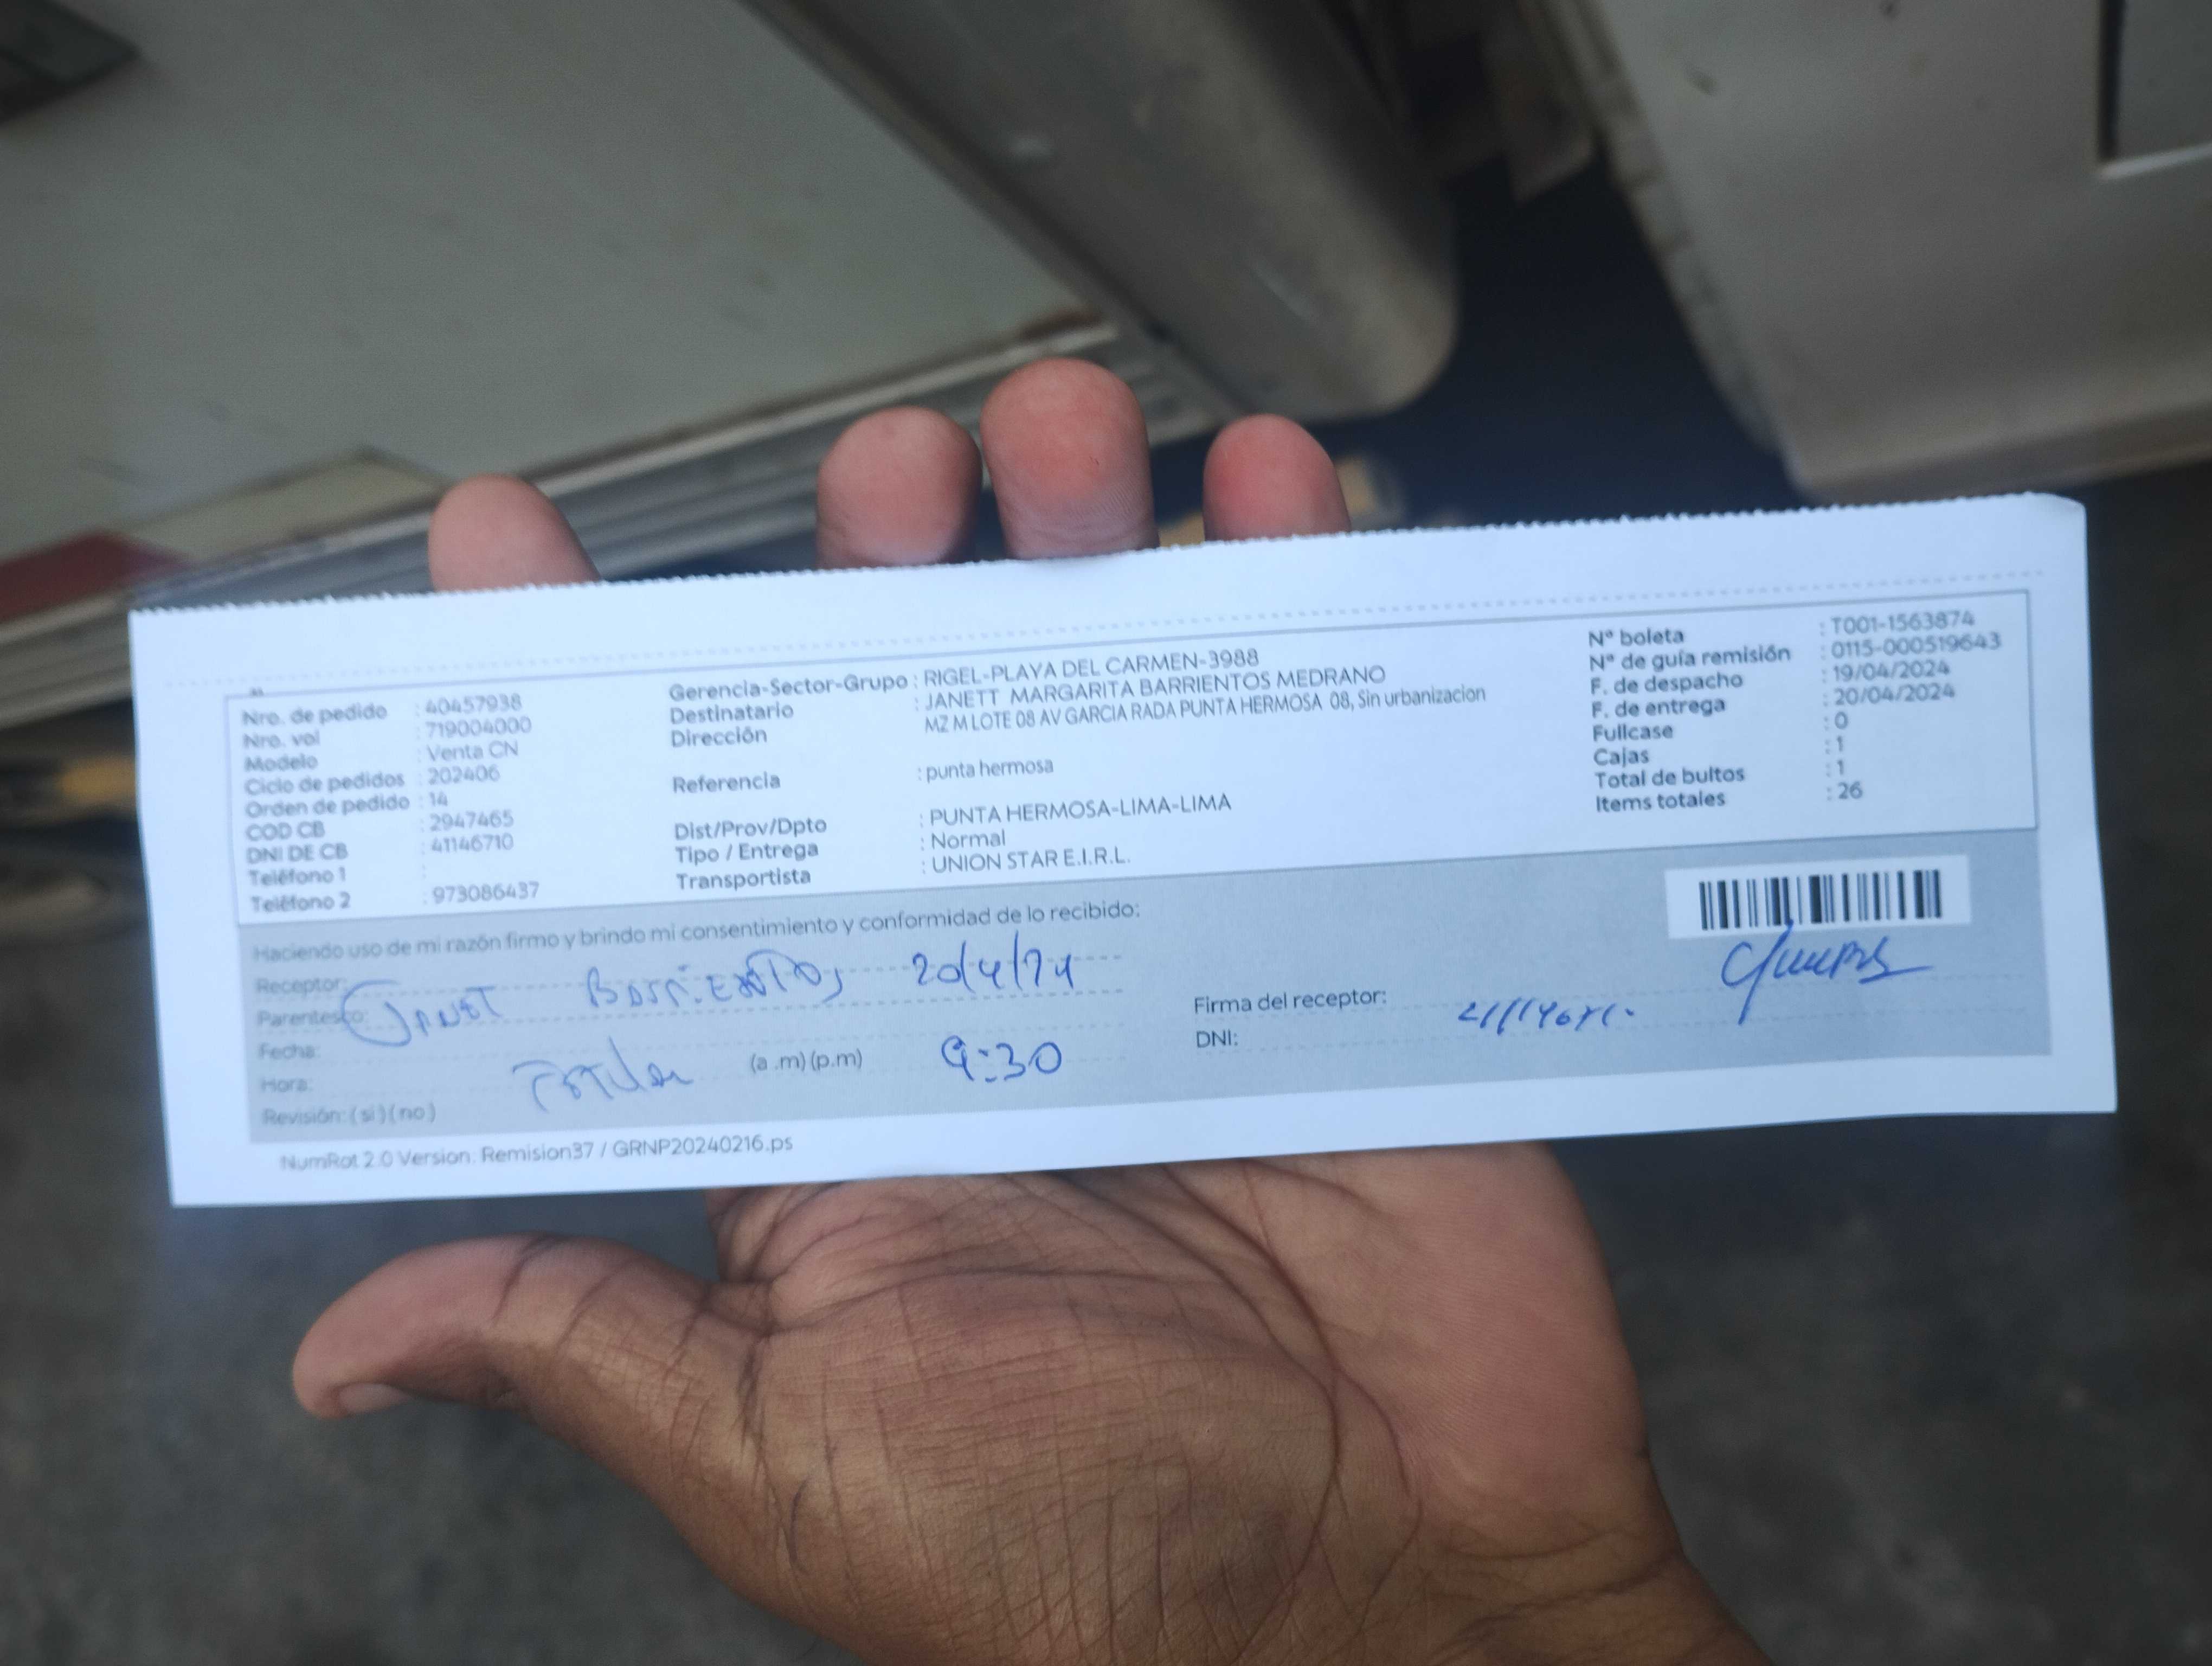 Nro. de pedido : 40457938
Nro. vol : 719004000
Modelo : Venta CN
Ciclo de pedidos : 202406
Orden de pedido : 14
COD CB : 2947465
DNI DE CB : 41146710
Teléfono 1 :
Teléfono 2 : 973086437
Gerencia-Sector-Grupo : RIGEL-PLAYA DEL CARMEN-3988
Destinatario : JANETT MARGARITA BARRIENTOS MEDRANO
Dirección MZ M LOTE 08 AV GARCIA RADA PUNTA HERMOSA 08, Sin urbanizacion
Referencia : punta hermosa
Dist/Prov/Dpto : PUNTA HERMOSA-LIMA-LIMA
Tipo / Entrega : Normal
Transportista : UNION STAR E.I.R.L.
Nª boleta : T001-1563874
Nª de guía remisión : 0115-000519643
F. de despacho : 19/04/2024
F. de entrega : 20/04/2024
Fullcase : 0
Cajas : 1
Total de bultos : 1
Items totales : 26
Haciendo uso de mi razón firmo y brindo mi consentimiento y conformidad de lo recibido:
Receptor:
Parentesco: JANET Barrientos 20/4/24
Fecha:
Hora: (a .m) (p.m) 9:30
Revisión: ( si ) ( no )
Firma del receptor:
DNI:
NumRot 2.0 Version: Remision37 / GRNP20240216.ps